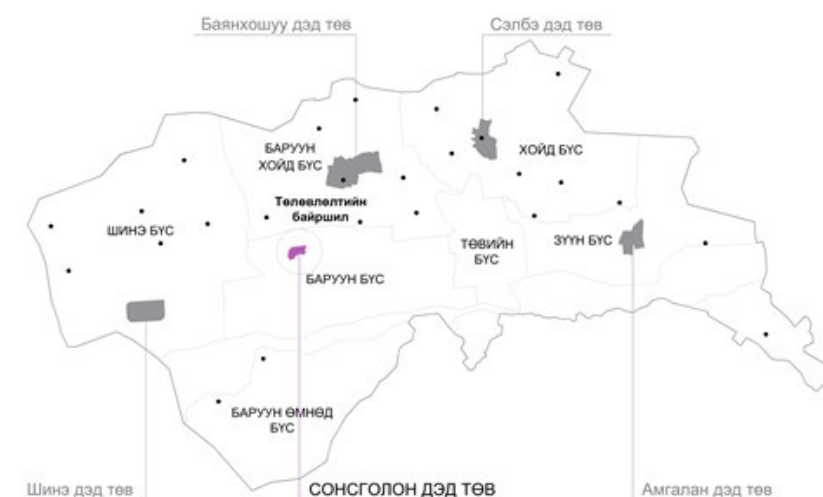 Баянхошуу дэд төв
Сэлбэ дэд төв
БАРУУН
ХОЙД БҮС
ХОЙД БҮС
Төлөвлөлтийн
байршил
ШИНЭ БҮС
ТӨВИЙН
БҮС
ЗҮҮН БҮС
БАРУУН БҮС
БАРУУН ӨМНӨД
БҮС
Шинэ дэд төв
СОНСГОЛОН ДЭД ТӨВ
Амгалан дэд төв